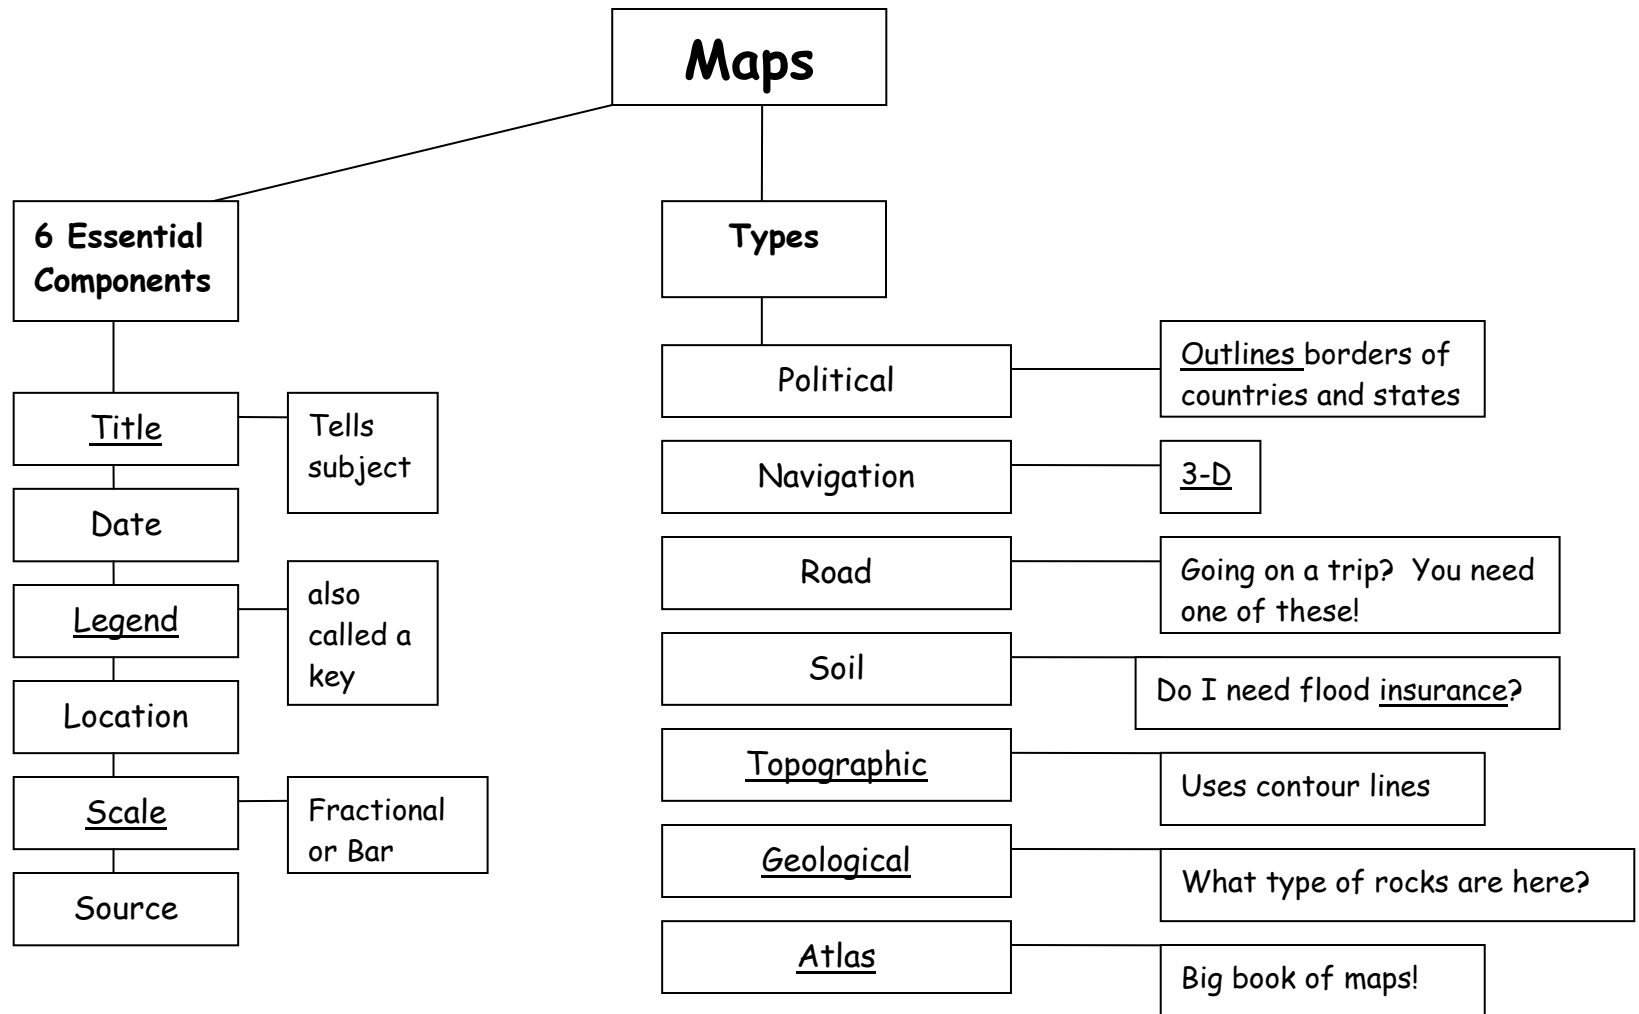 Maps
6 Essential
Components
Title
Tells
subject
Date
Legend
also
called a
key
Location
Scale
Fractional
or Bar
Source
Types
Political
Outlines borders of
countries and states
Navigation
3-D
Road
Going on a trip?  You need
one of these!
Soil
Do I need flood insurance?
Topographic
Uses contour lines
Geological
What type of rocks are here?
Atlas
Big book of maps!